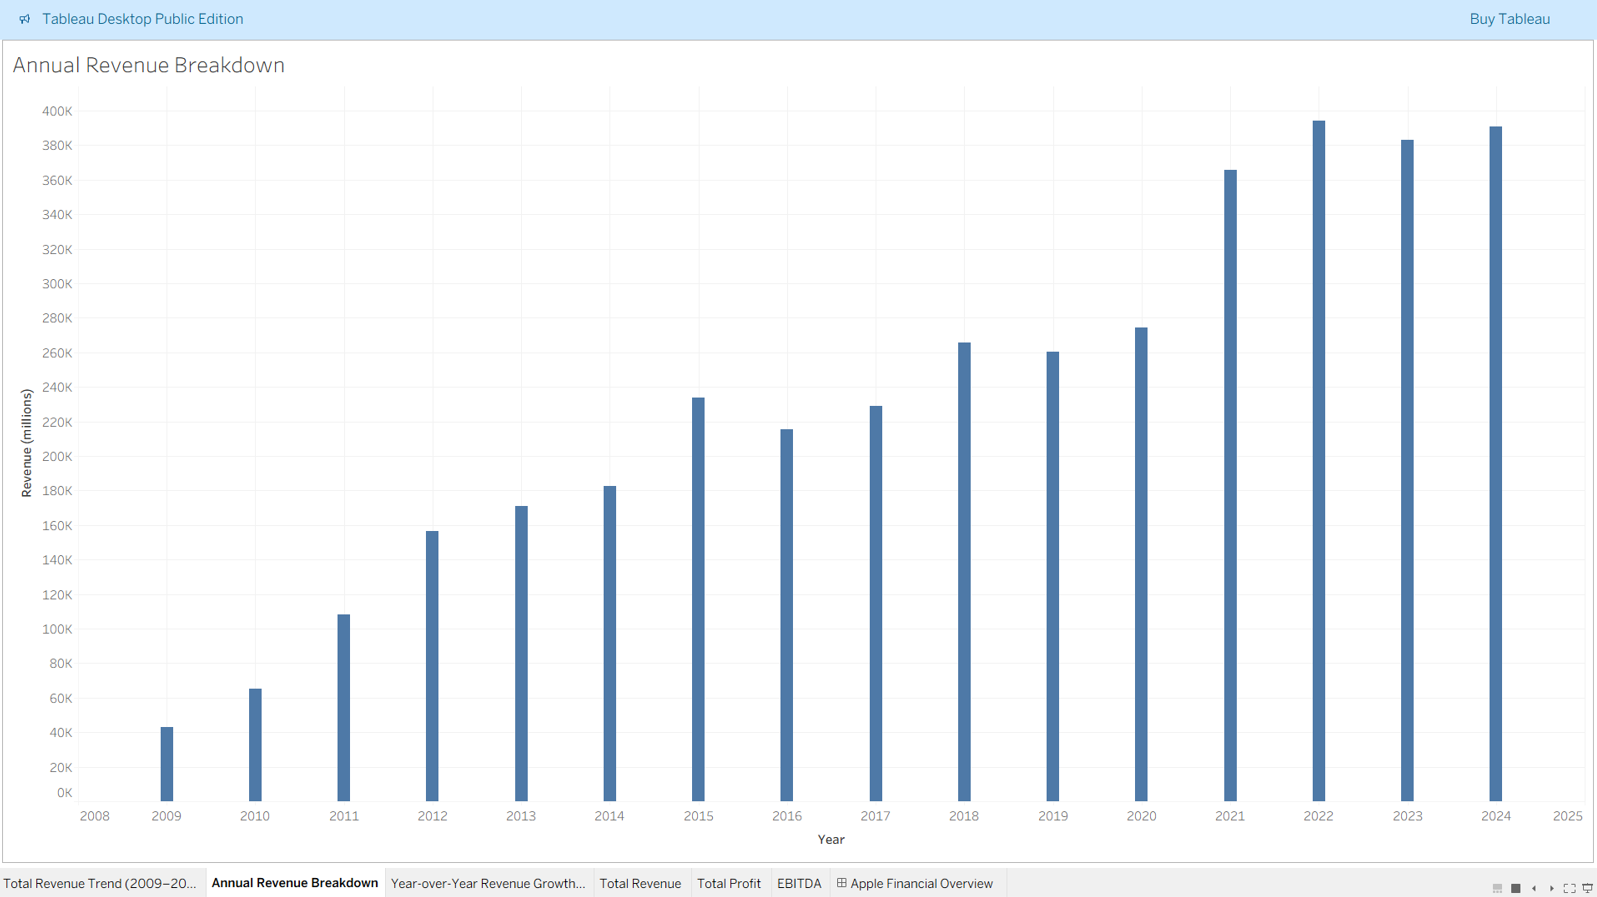 Tableau Desktop Public Edition
Buy Tableau
Annual Revenue Breakdown
400K
380K
360K
340K
320K
300K
280K
260K
240K
220K
200K
180K
160K
140K
120K
100K
80K
60K
40K
20K
0K
Revenue (millions)
2008 2009 2010 2011 2012 2013 2014 2015 2016 2017 2018 2019 2020 2021 2022 2023 2024 2025
Year
Total Revenue Trend (2009–20... Annual Revenue Breakdown Year-over-Year Revenue Growth... Total Revenue Total Profit EBITDA Apple Financial Overview